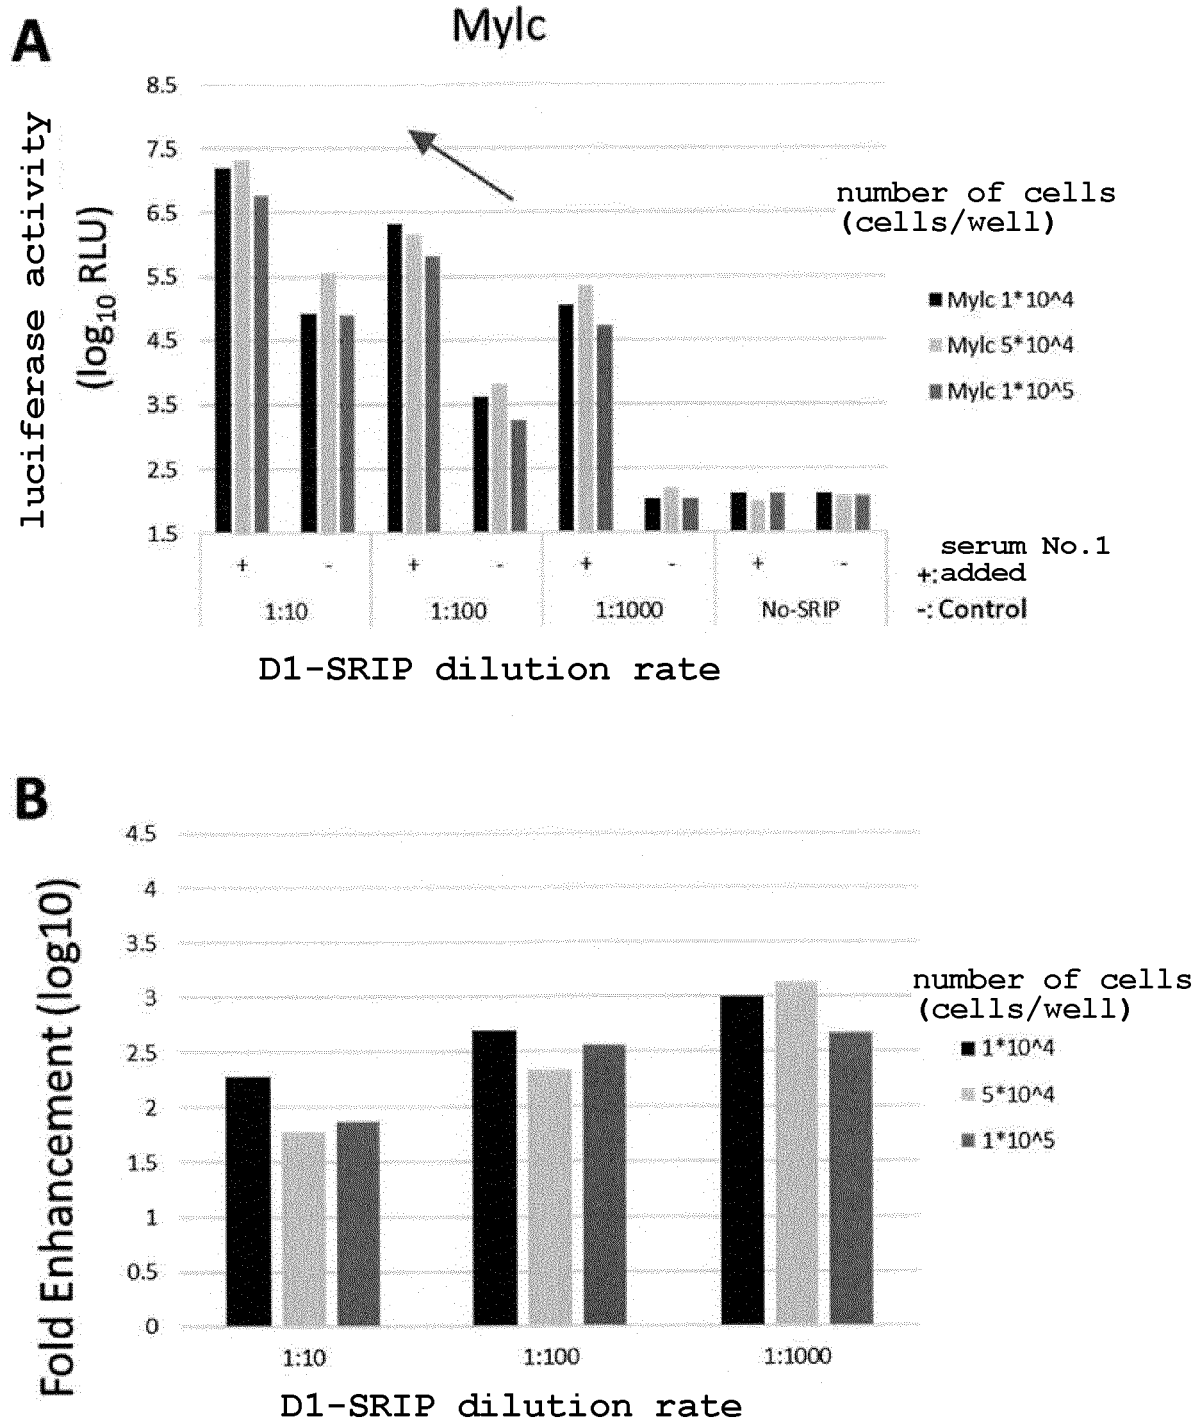 A
Mylc
luciferase activity
(log10 RLU)
8.5
7.5
6.5
5.5
4.5
3.5
2.5
1.5
number of cells
(cells/well)
Mylc 1*10^4
Mylc 5*10^4
Mylc 1*10^5
+ - + - + - + -
1:10 1:100 1:1000 No-SRIP
serum No.1
+:added
-: Control
D1-SRIP dilution rate
B
Fold Enhancement (log10)
4.5
4
3.5
3
2.5
2
1.5
1
0.5
0
number of cells
(cells/well)
1*10^4
5*10^4
1*10^5
1:10 1:100 1:1000
D1-SRIP dilution rate